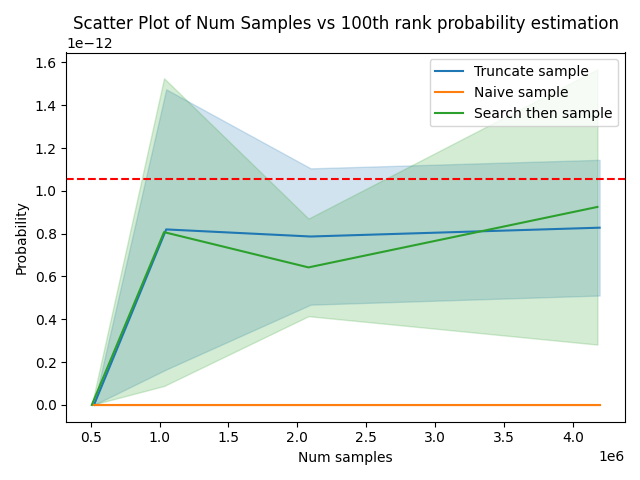 Scatter Plot of Num Samples vs 100th rank probability estimation
1e−12
Truncate sample
Naive sample
Search then sample
Probability
1.6
1.4
1.2
1.0
0.8
0.6
0.4
0.2
0.0
0.5 1.0 1.5 2.0 2.5 3.0 3.5 4.0
1e6
Num samples